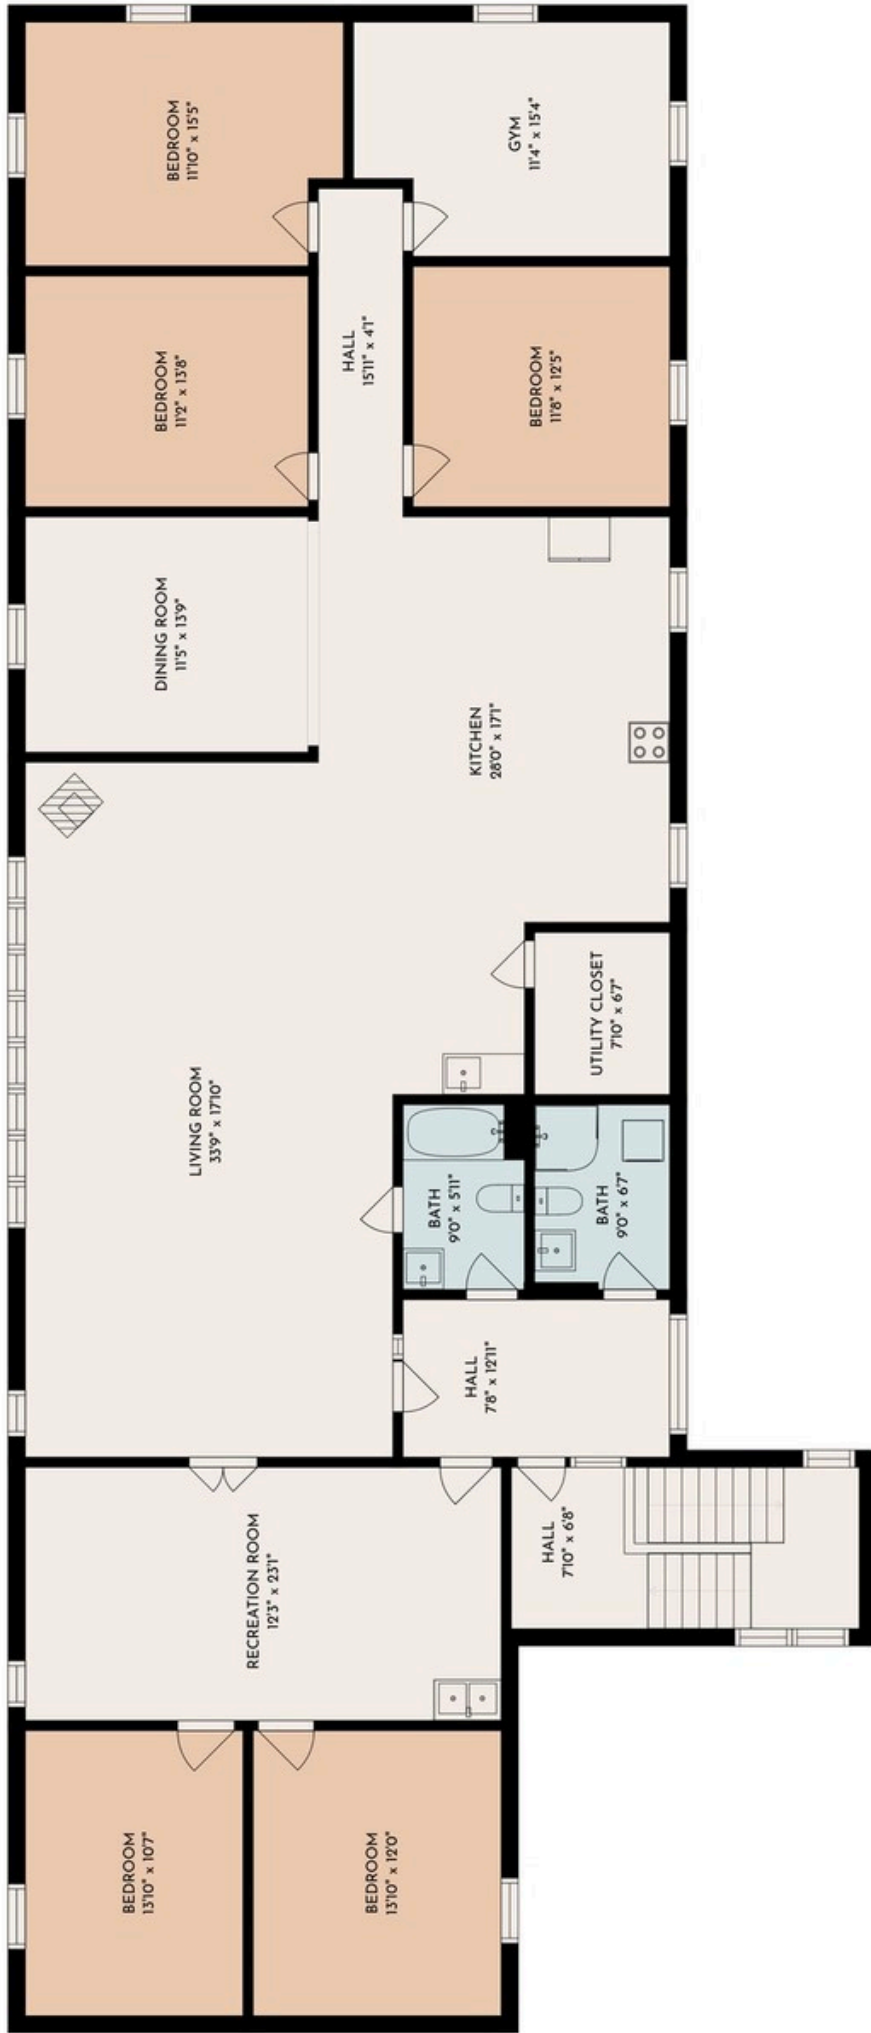 BEDROOM
11'10" x 15'5"
GYM
11'4" x 15'4"
HALL
15'11" x 4'1"
BEDROOM
11'2" x 13'8"
BEDROOM
11'8" x 12'5"
DINING ROOM
11'5" x 13'9"
KITCHEN
28'0" x 17'1"
UTILITY CLOSET
7'10" x 6'7"
LIVING ROOM
33'9" x 17'10"
BATH
9'0" x 5'11"
BATH
9'0" x 6'7"
HALL
7'8" x 12'11"
HALL
7'10" x 6'8"
RECREATION ROOM
12'3" x 23'1"
BEDROOM
13'10" x 10'7"
BEDROOM
13'10" x 12'0"